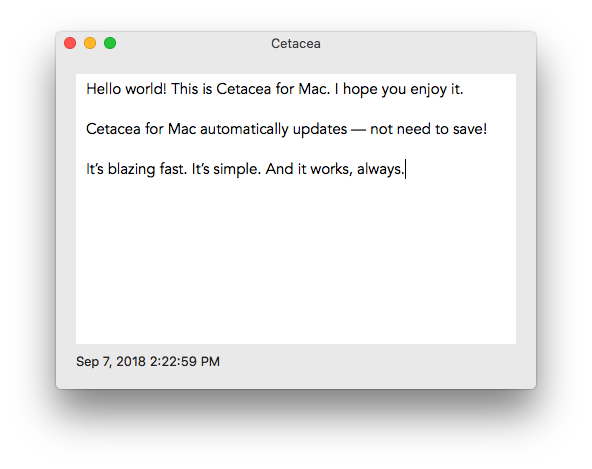 Cetacea
Hello world! This is Cetacea for Mac. I hope you enjoy it.
Cetacea for Mac automatically updates — not need to save!
It’s blazing fast. It’s simple. And it works, always.
Sep 7, 2018 2:22:59 PM